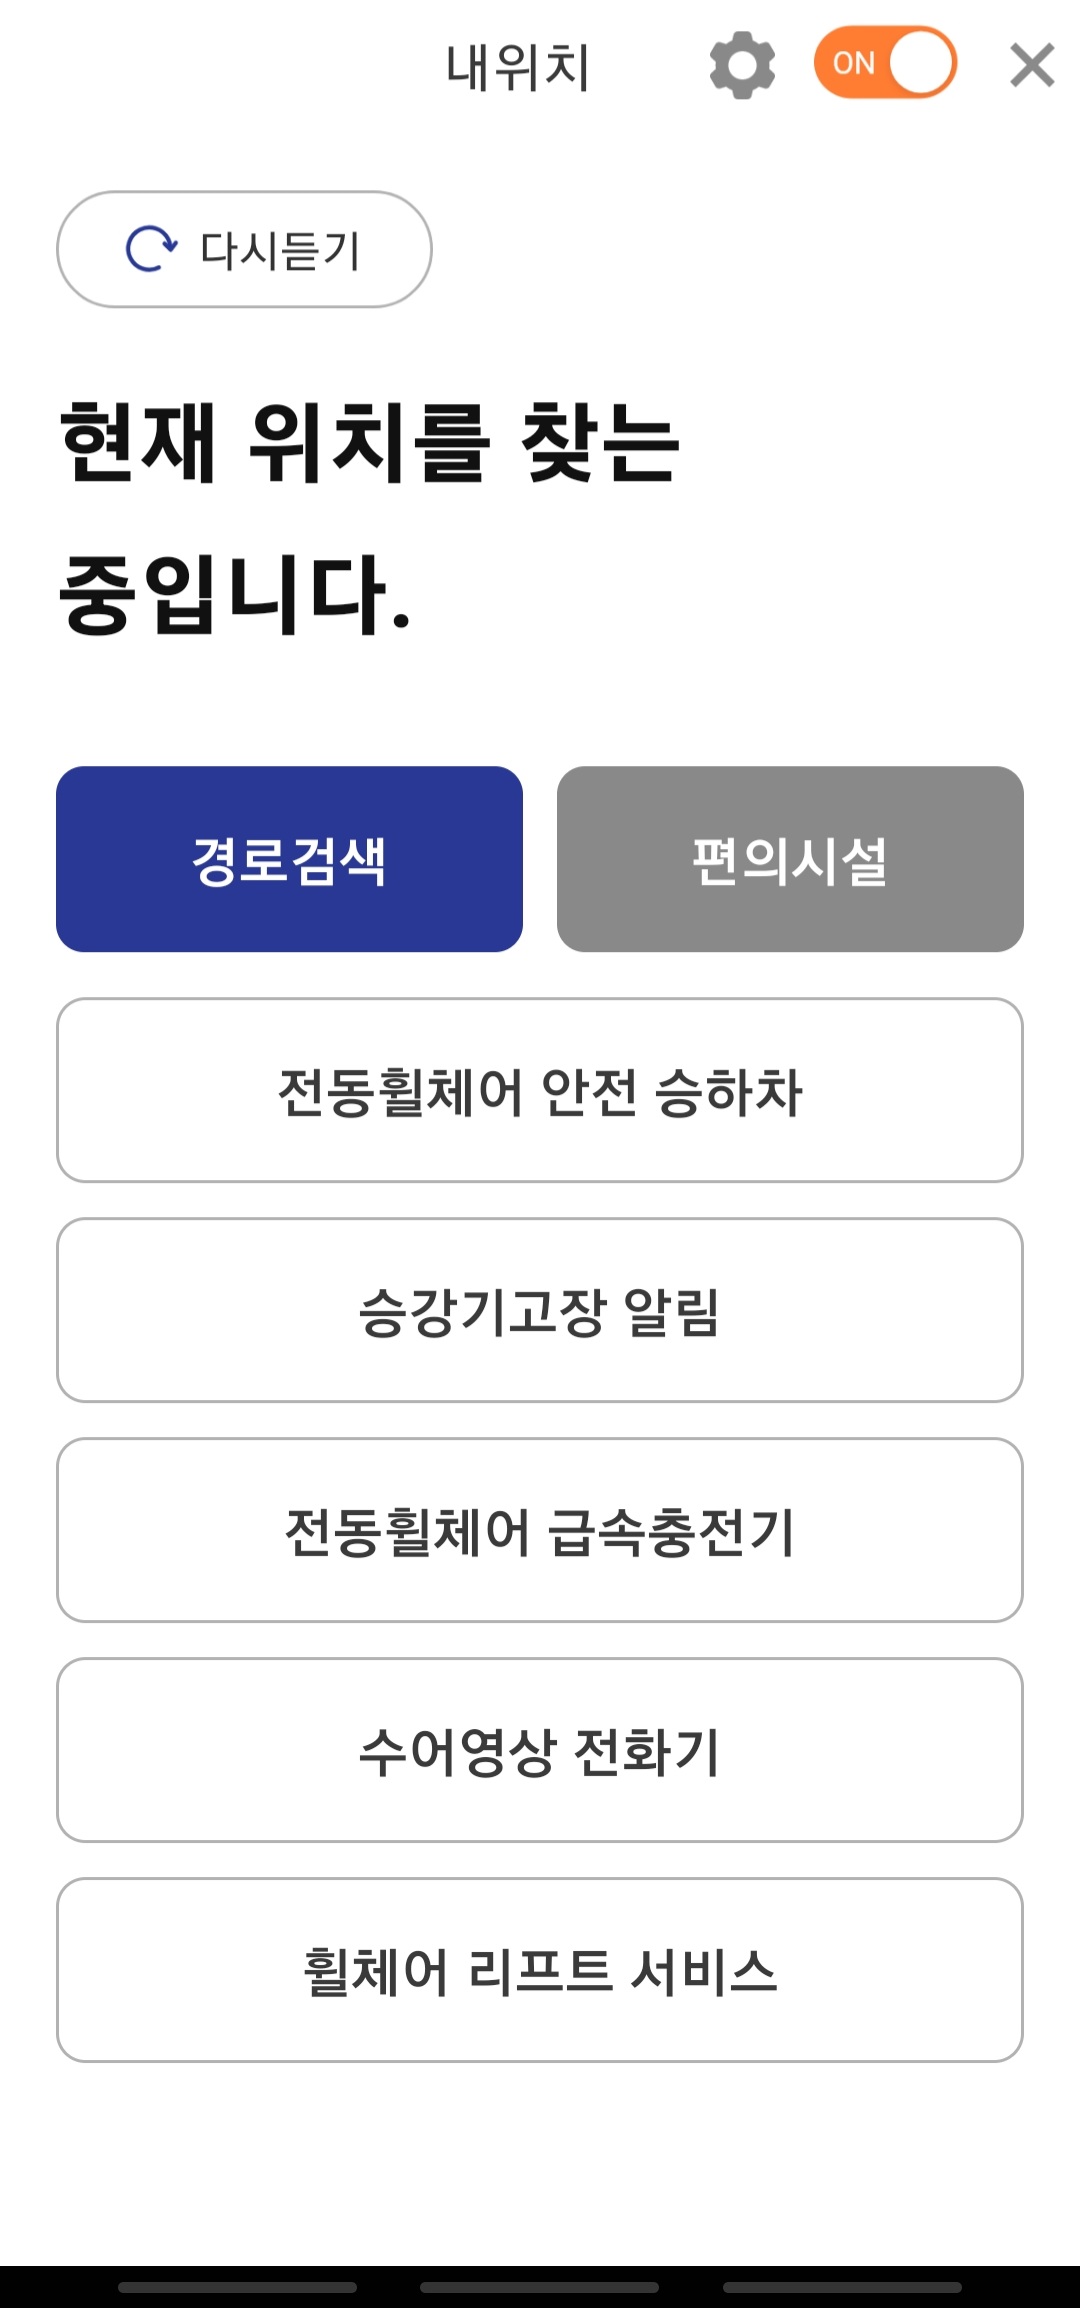 내위치
ON
다시듣기
현재 위치를 찾는
중입니다.
경로검색
편의시설
전동휠체어 안전 승하차
승강기고장 알림
전동휠체어 급속충전기
수어영상 전화기
휠체어 리프트 서비스